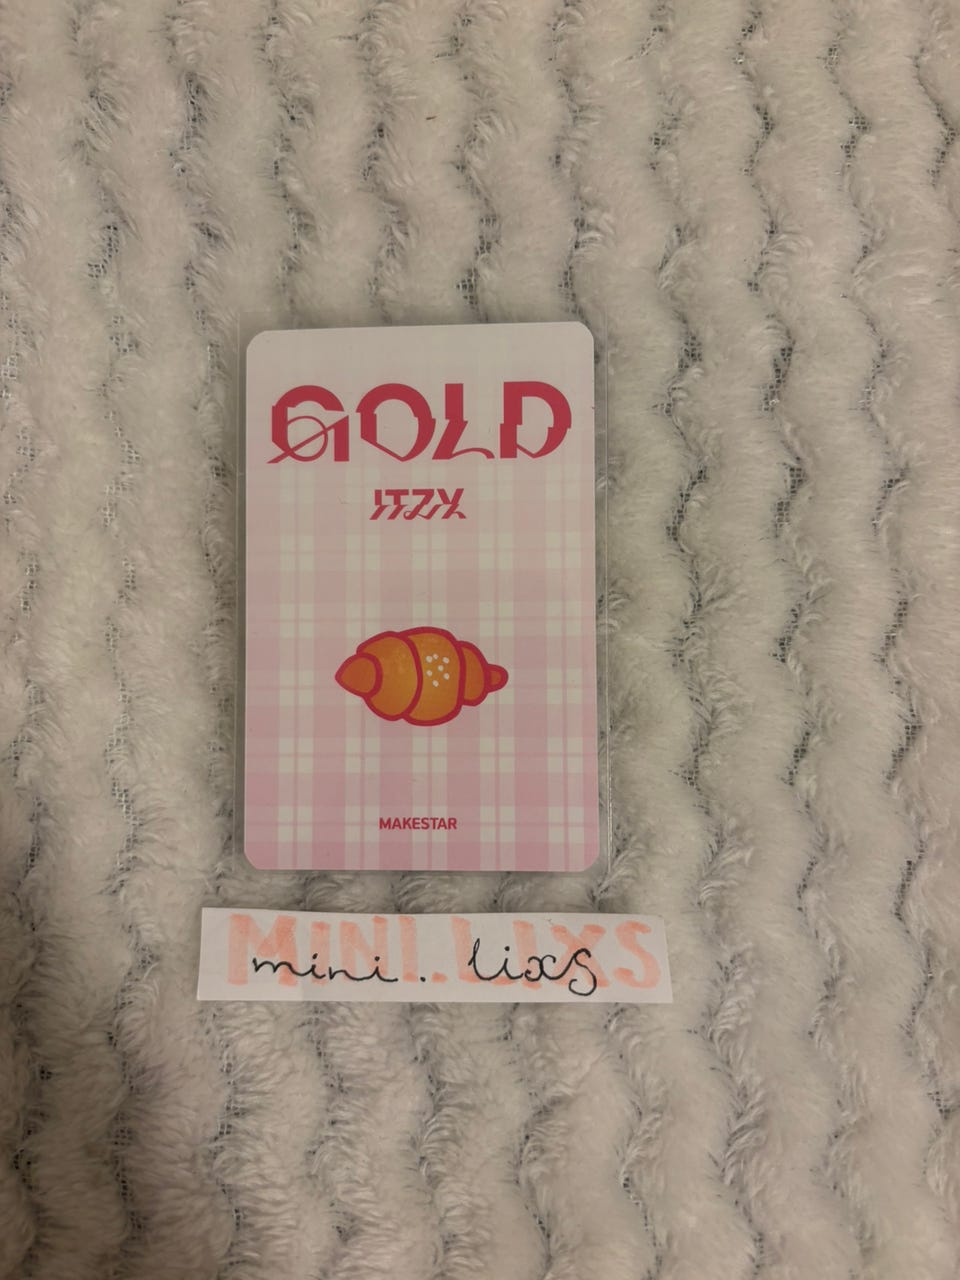 GOLD
ITZY
MAKESTAR
MINI.LIXS
mini. lixs